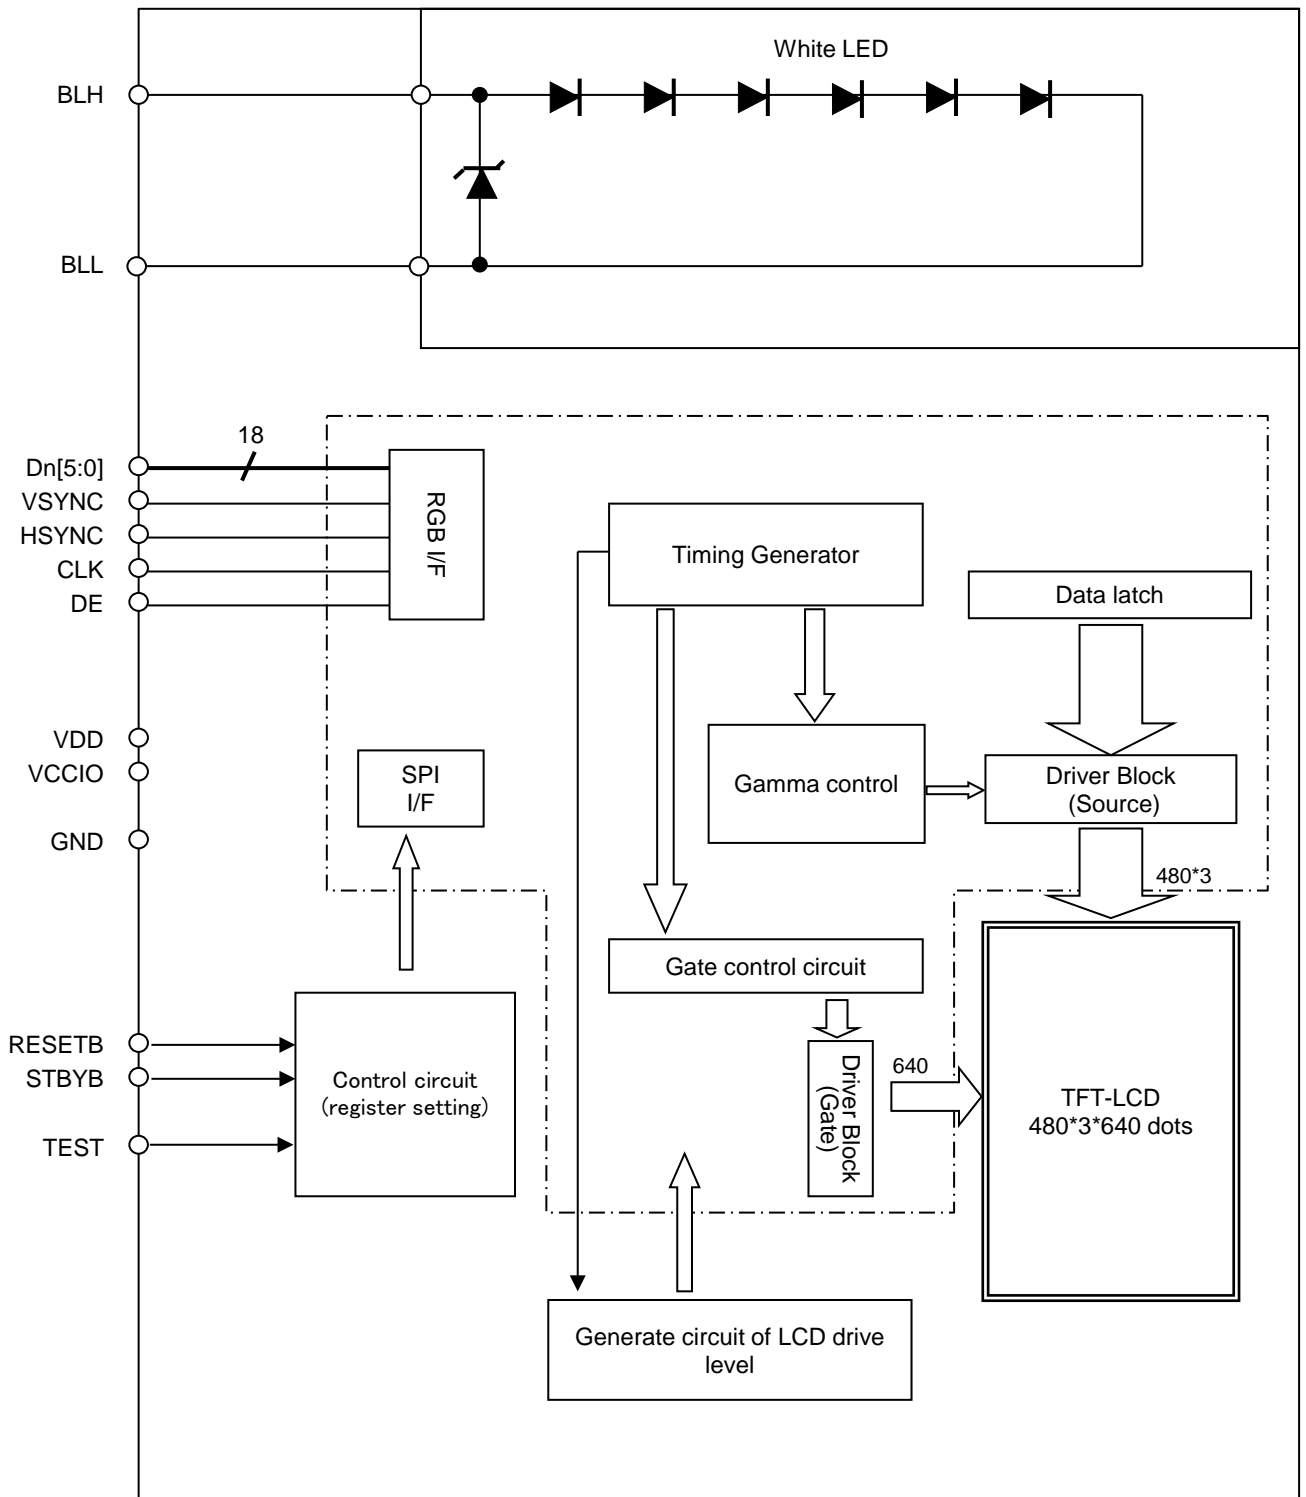 White LED
BLH
BLL
18
Dn[5:0]
VSYNC
HSYNC
CLK
DE
RGB I/F
Timing Generator
Data latch
VDD
VCCIO
GND
SPI
I/F
Gamma control
Driver Block
(Source)
480*3
Gate control circuit
RESETB
STBYB
TEST
Control circuit
(register setting)
Driver Block
(Gate)
640
TFT-LCD
480*3*640 dots
Generate circuit of LCD drive
level